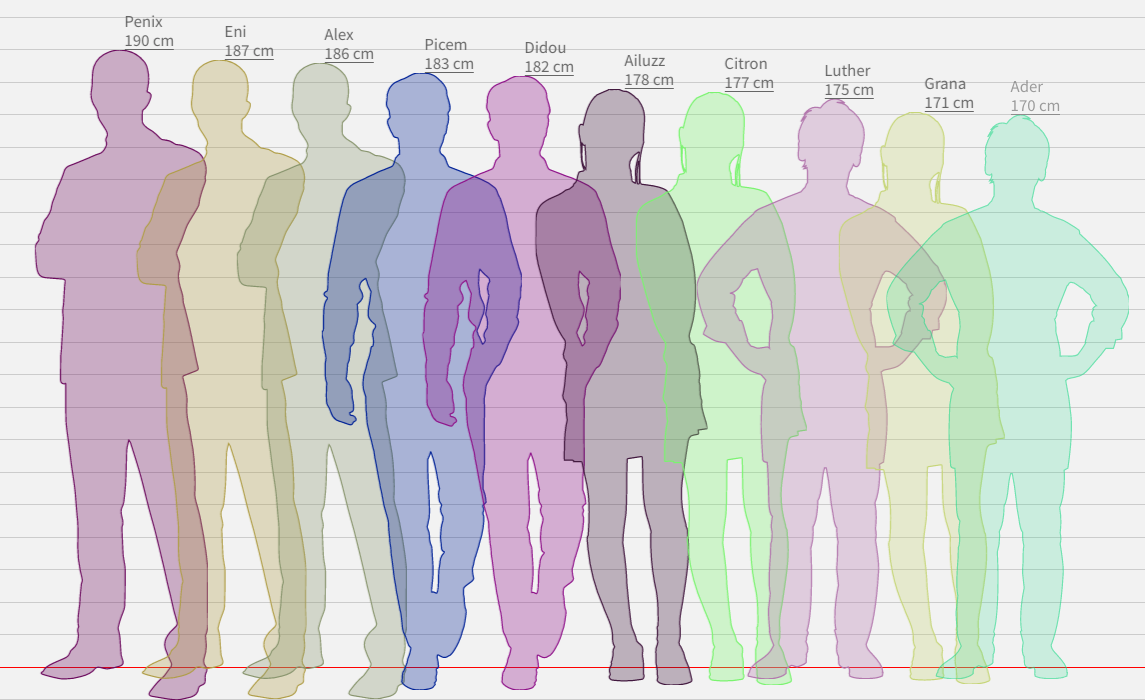 Penix
190 cm
Eni
187 cm
Alex
186 cm
Picem
183 cm
Didou
182 cm
Ailuzz
178 cm
Citron
177 cm
Luther
175 cm
Grana
171 cm
Ader
170 cm